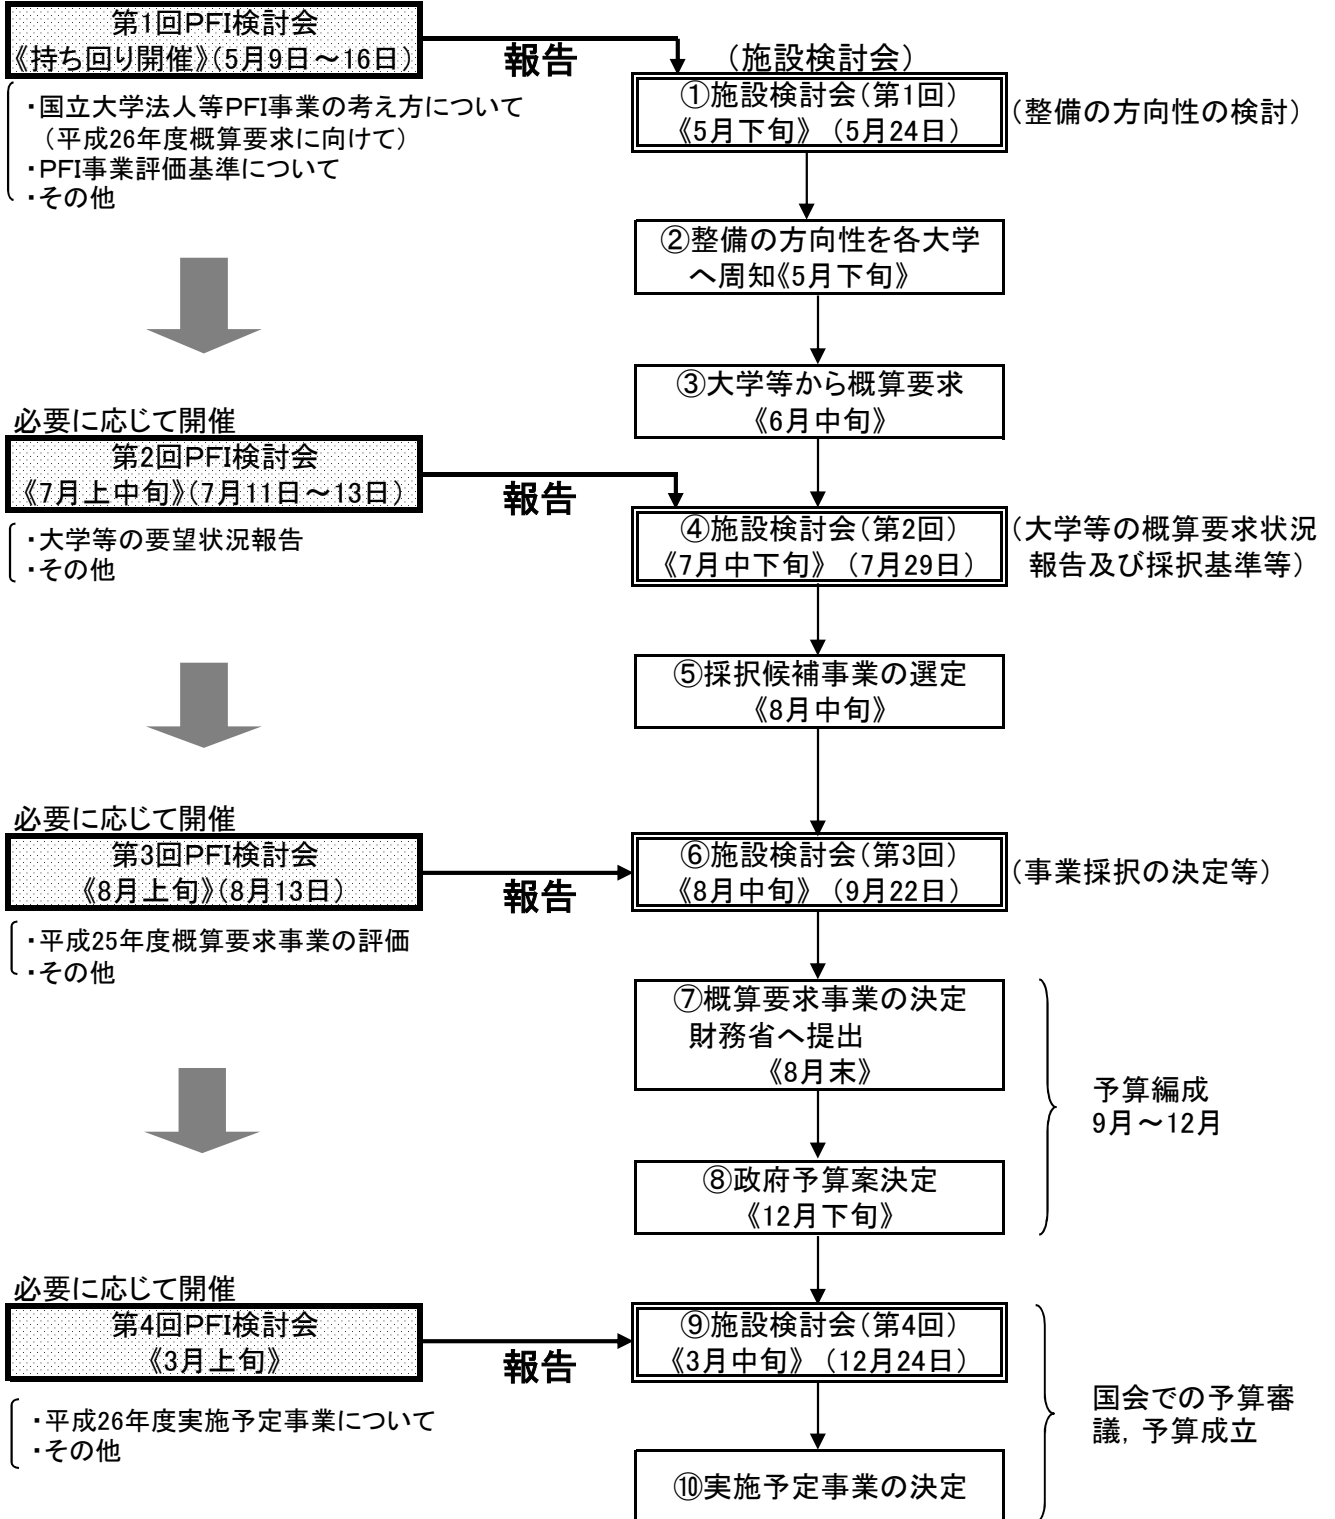 第1回PFI検討会
《持ち回り開催》(5月9日～16日)
報告
・国立大学法人等PFI事業の考え方について
(平成26年度概算要求に向けて)
・PFI事業評価基準について
・その他
(施設検討会)
①施設検討会(第1回)
《5月下旬》(5月24日)
(整備の方向性の検討)
②整備の方向性を各大学
へ周知《5月下旬》
③大学等から概算要求
《6月中旬》
必要に応じて開催
第2回PFI検討会
《7月上中旬》(7月11日～13日)
報告
・大学等の要望状況報告
・その他
④施設検討会(第2回)
《7月中下旬》(7月29日)
(大学等の概算要求状況
報告及び採択基準等)
⑤採択候補事業の選定
《8月中旬》
必要に応じて開催
第3回PFI検討会
《8月上旬》(8月13日)
報告
・平成25年度概算要求事業の評価
・その他
⑥施設検討会(第3回)
《8月中旬》(9月22日)
(事業採択の決定等)
⑦概算要求事業の決定
財務省へ提出
《8月末》
⑧政府予算案決定
《12月下旬》
予算編成
9月～12月
必要に応じて開催
第4回PFI検討会
《3月上旬》
報告
・平成26年度実施予定事業について
・その他
⑨施設検討会(第4回)
《3月中旬》(12月24日)
⑩実施予定事業の決定
国会での予算審
議，予算成立